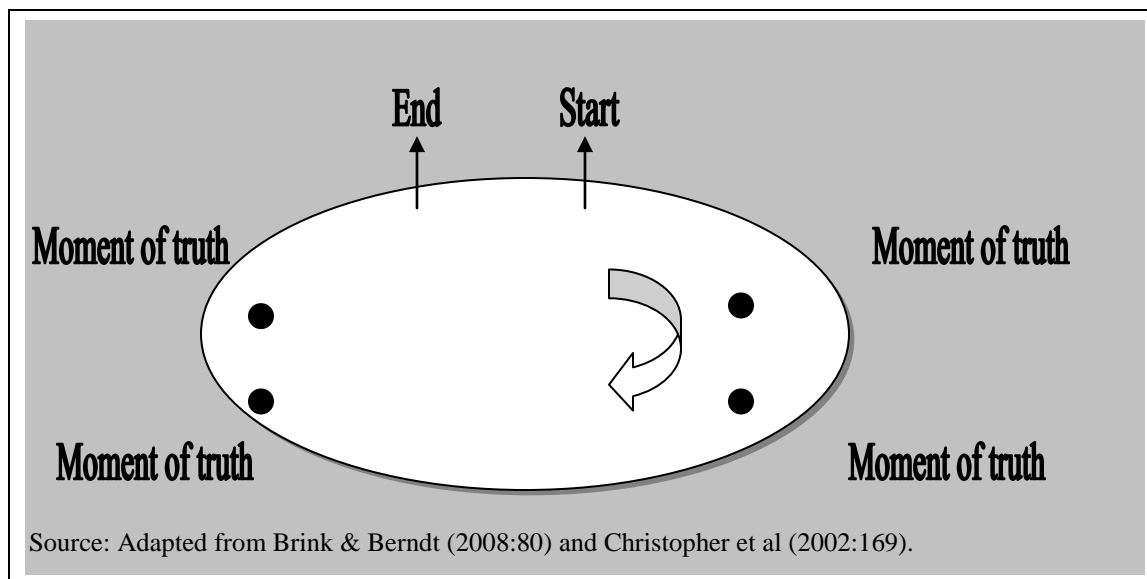 End
Start
Moment of truth
Moment of truth
Moment of truth
Moment of truth
Source: Adapted from Brink & Berndt (2008:80) and Christopher et al (2002:169).